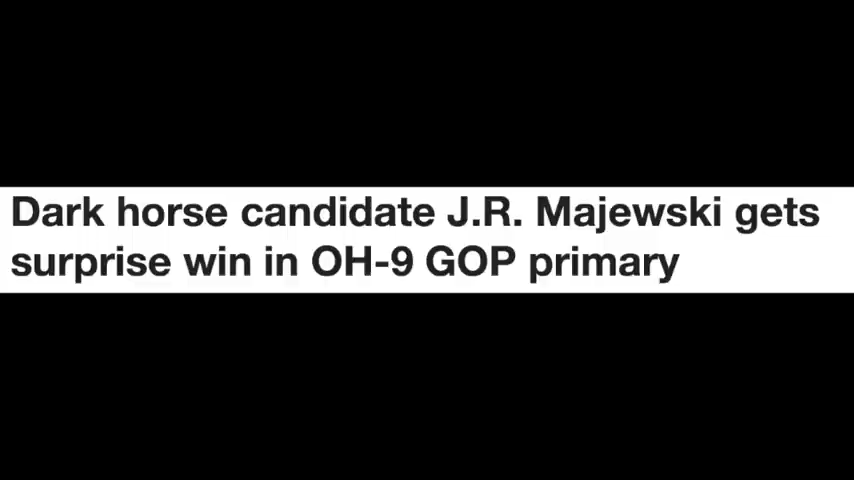 Dark horse candidate J.R. Majewski gets
surprise win in OH-9 GOP primary